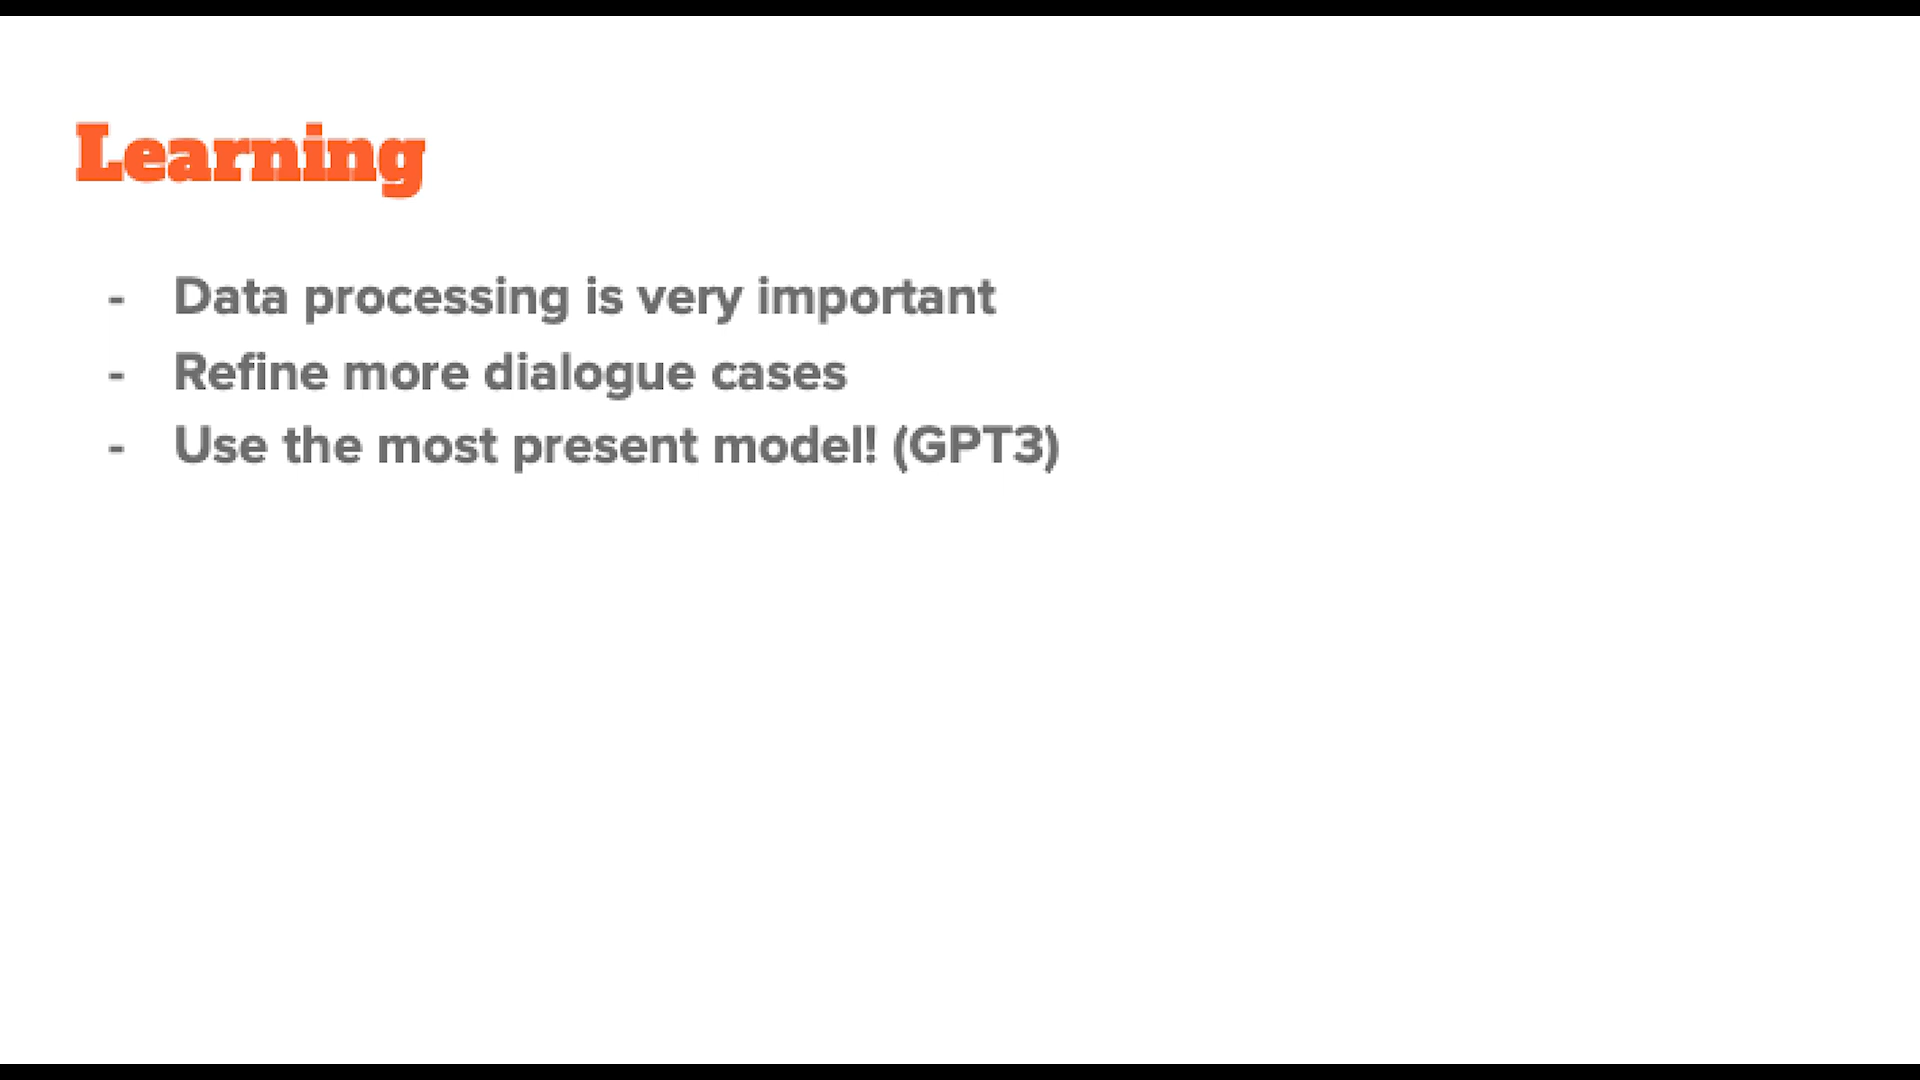 Learning
- Data processing is very important
- Refine more dialogue cases
- Use the most present model! (GPT3)